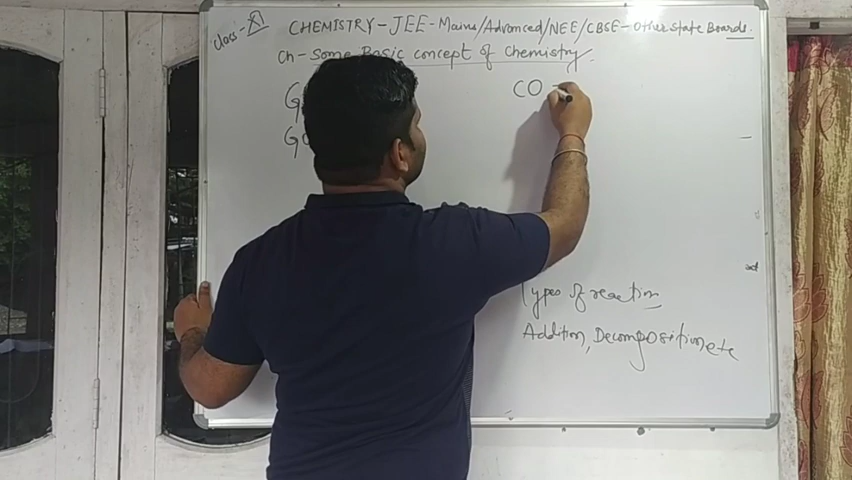 Class - XI
CHEMISTRY - JEE - Mains/Advanced/NEE/CBSE - Other State Boards
Ch - Some Basic concept of Chemistry
CO
Types of reaction
Addition, Decomposition etc